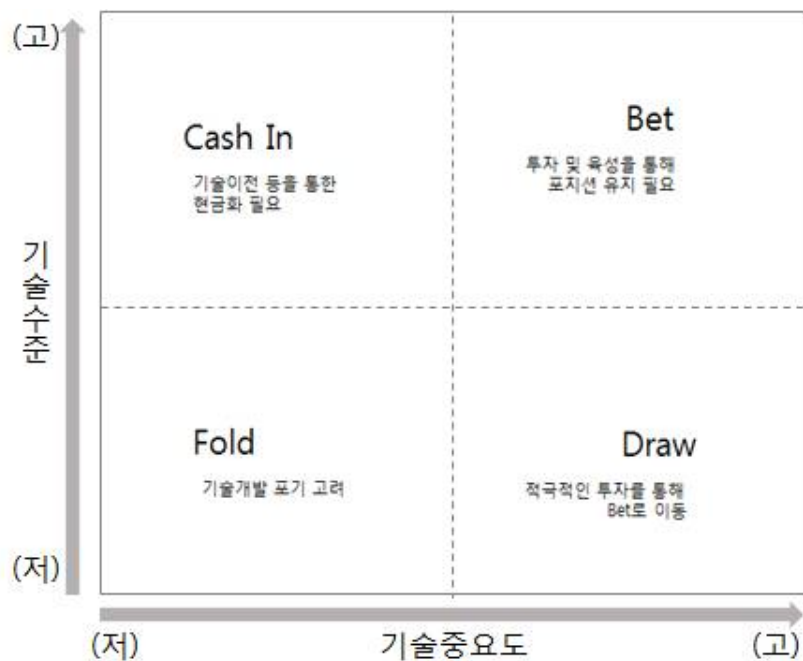 (고)
Cash In
기술이전 등을 통한
현금화 필요
Bet
투자 및 육성을 통해
포지션 유지 필요
기술수준
Fold
기술개발 포기 고려
Draw
적극적인 투자를 통해
Bet로 이동
(저)
(저)
기술중요도
(고)